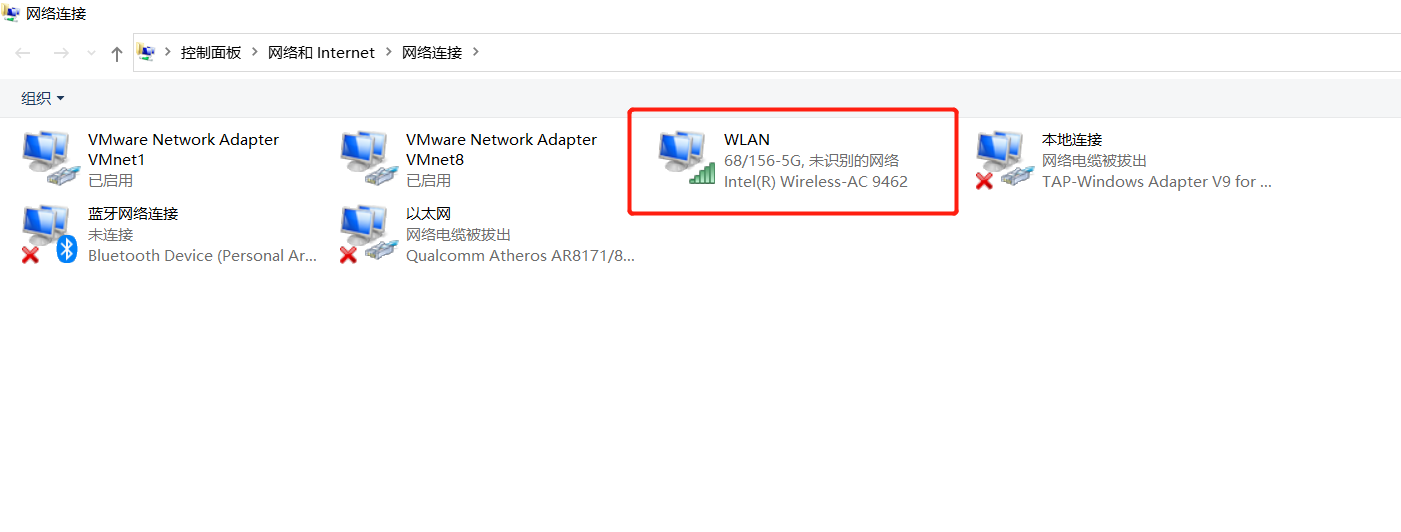 网络连接
控制面板 > 网络和 Internet > 网络连接 >
组织
VMware Network Adapter
VMnet1
已启用
VMware Network Adapter
VMnet8
已启用
WLAN
68/156-5G, 未识别的网络
Intel(R) Wireless-AC 9462
本地连接
网络电缆被拔出
TAP-Windows Adapter V9 for ...
蓝牙网络连接
未连接
Bluetooth Device (Personal Ar...
以太网
网络电缆被拔出
Qualcomm Atheros AR8171/8...